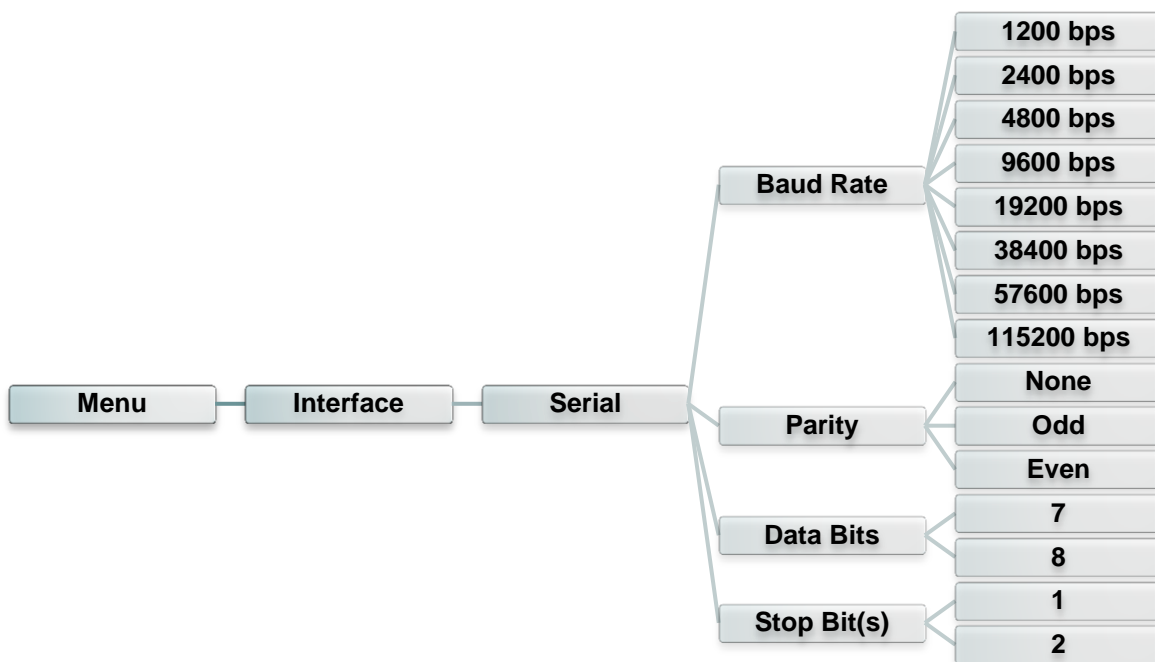 Menu
Interface
Serial
Baud Rate
1200 bps
2400 bps
4800 bps
9600 bps
19200 bps
38400 bps
57600 bps
115200 bps
Parity
None
Odd
Even
Data Bits
7
8
Stop Bit(s)
1
2